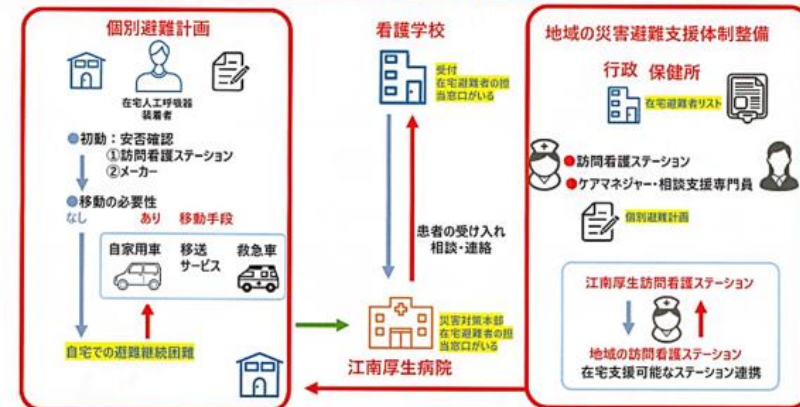 個別避難計画
在宅人工呼吸器
装着者
●初動：安否確認
①訪問看護ステーション
②メーカー
●移動の必要性
なし
あり
移動手段
自家用車
移送
サービス
救急車
自宅での避難継続困難
看護学校
受付
在宅避難者の担
当窓口がいる
患者の受け入れ
相談・連絡
災害対策本部
在宅避難者の担
当窓口がいる
江南厚生病院
地域の災害避難支援体制整備
行政 保健所
在宅避難者リスト
●訪問看護ステーション
●ケアマネジャー・相談支援専門員
個別避難計画
江南厚生訪問看護ステーション
地域の訪問看護ステーション
在宅支援可能なステーション連携